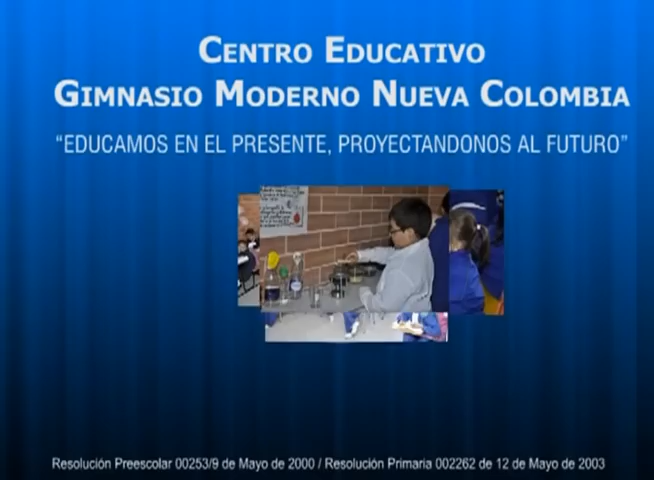 CENTRO EDUCATIVO
GIMNASIO MODERNO NUEVA COLOMBIA
“EDUCAMOS EN EL PRESENTE, PROYECTANDONOS AL FUTURO”
Resolución Preescolar 00253/9 de Mayo de 2000 / Resolución Primaria 002262 de 12 de Mayo de 2003